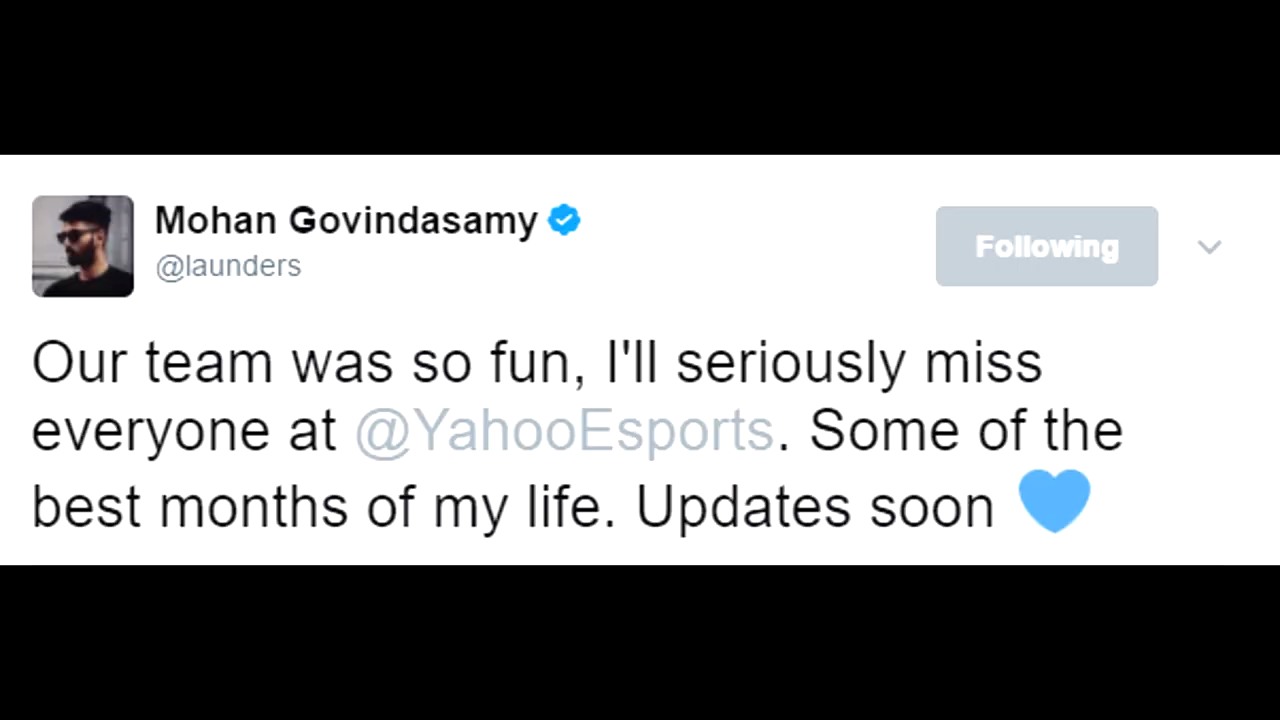 Mohan Govindasamy
@launders
Following
Our team was so fun, I'll seriously miss
everyone at @YahooEsports. Some of the
best months of my life. Updates soon 💙